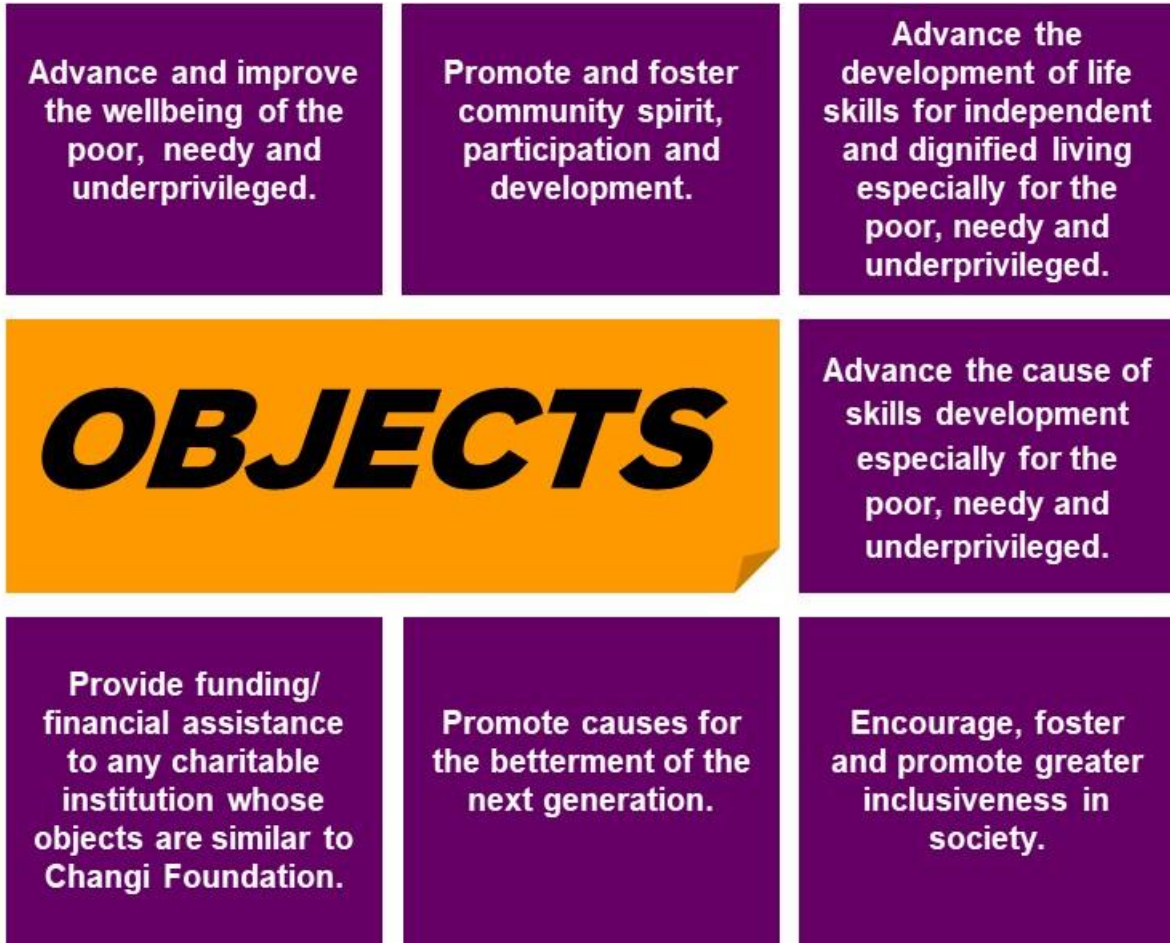 Advance and improve
the wellbeing of the
poor, needy and
underprivileged.
Promote and foster
community spirit,
participation and
development.
Advance the
development of life
skills for independent
and dignified living
especially for the
poor, needy and
underprivileged.
OBJECTS
Advance the cause of
skills development
especially for the
poor, needy and
underprivileged.
Provide funding/
financial assistance
to any charitable
institution whose
objects are similar to
Changi Foundation.
Promote causes for
the betterment of the
next generation.
Encourage, foster
and promote greater
inclusiveness in
society.